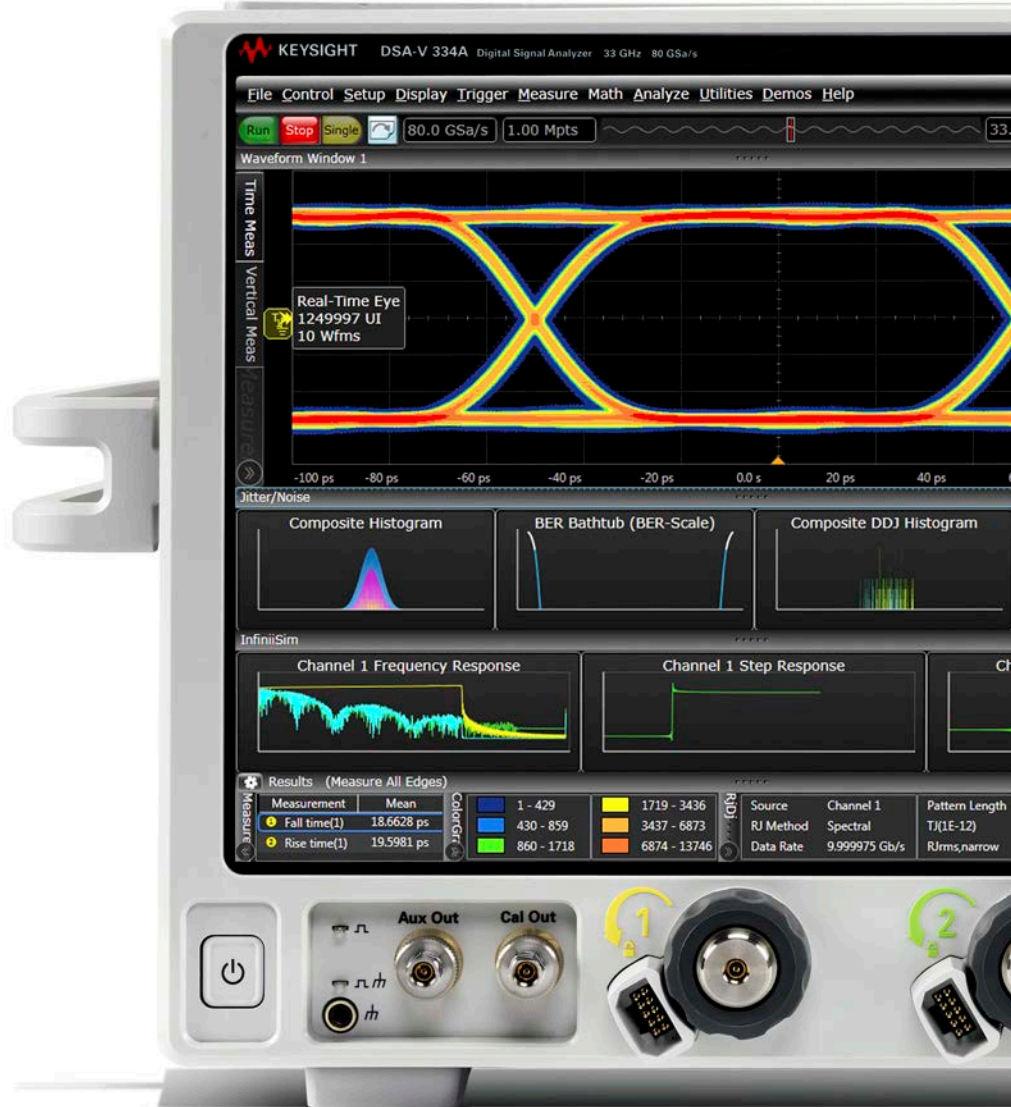 KEYSIGHT DSA-V 334A Digital Signal Analyzer 33 GHz 80 GSa/s
File Control Setup Display Trigger Measure Math Analyze Utilities Demos Help
Run Stop Single 80.0 GSa/s 1.00 Mpts 33.
Waveform Window 1
Time Meas
Vertical Meas
Measure
Real-Time Eye
1249997 UI
10 Wfms
-100 ps -80 ps -60 ps -40 ps -20 ps 0.0 s 20 ps 40 ps
Jitter/Noise
Composite Histogram BER Bathtub (BER-Scale) Composite DDJ Histogram
InfiniiSim
Channel 1 Frequency Response Channel 1 Step Response Ch
Results (Measure All Edges)
Measure
Measurement Mean
1 Fall time(1) 18.6628 ps
2 Rise time(1) 19.5981 ps
1 - 429 1719 - 3436
430 - 859 3437 - 6873
860 - 1718 6874 - 13746
RjDj
Source Channel 1 Pattern Length
RJ Method Spectral TJ(1E-12)
Data Rate 9.999975 Gb/s RJrms,narrow
Aux Out Cal Out
1 2